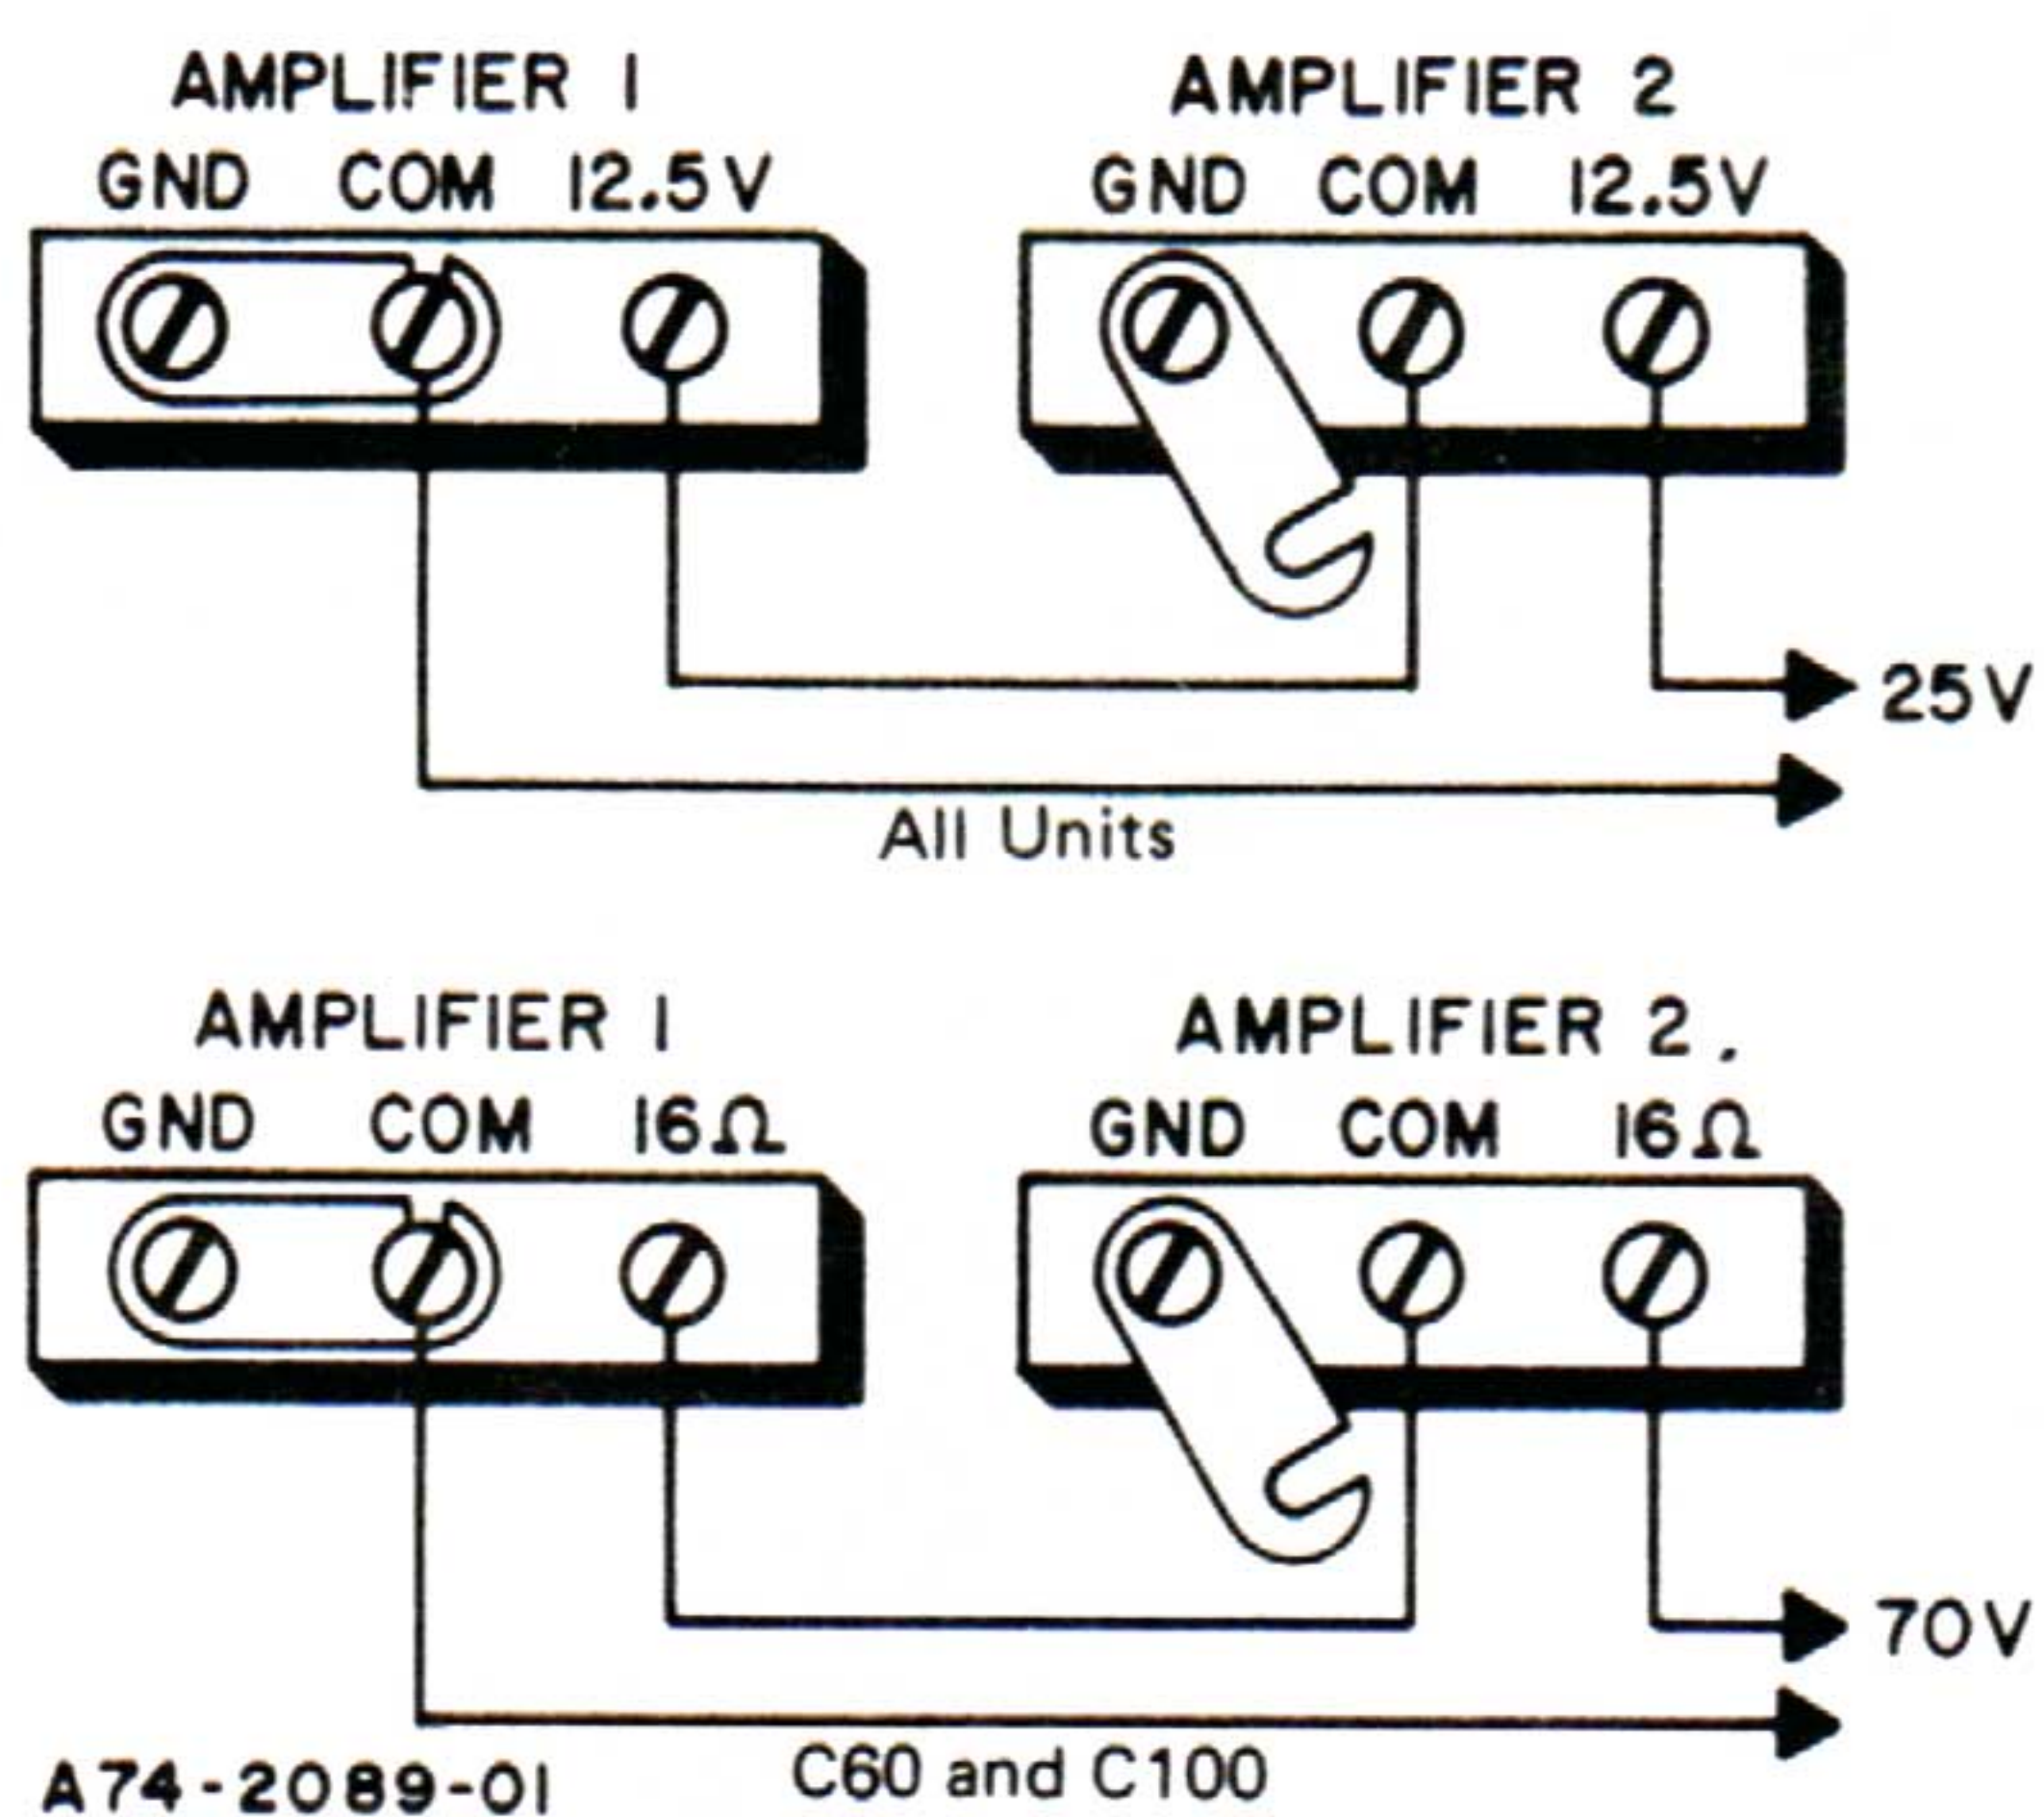 AMPLIFIER 1 AMPLIFIER 2
GND COM 12.5V GND COM 12.5V
25V
All Units
AMPLIFIER 1 AMPLIFIER 2.
GND COM 16Ω GND COM 16Ω
70V
C60 and C100
A74-2089-01